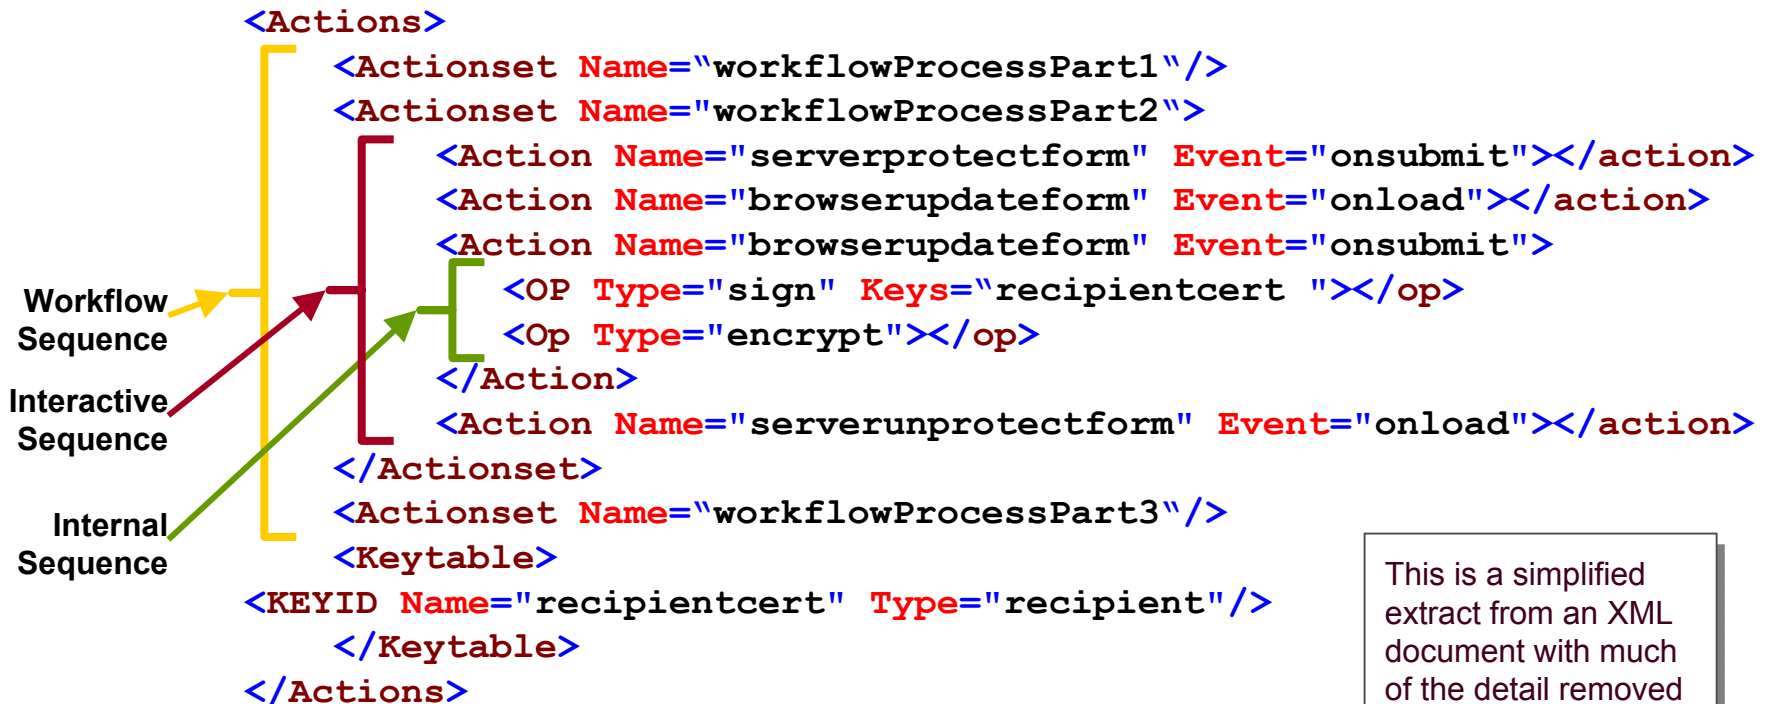 <Actions>
<Actionset Name=“workflowProcessPart1“/>
<Actionset Name="workflowProcessPart2“>
<Action Name="serverprotectform" Event="onsubmit"></action>
<Action Name="browserupdateform" Event="onload"></action>
<Action Name="browserupdateform" Event="onsubmit">
<OP Type="sign" Keys=“recipientcert "></op>
<Op Type="encrypt"></op>
</Action>
<Action Name="serverunprotectform" Event="onload"></action>
</Actionset>
<Actionset Name=“workflowProcessPart3“/>
<Keytable>
<KEYID Name="recipientcert" Type="recipient"/>
</Keytable>
</Actions>
Workflow
Sequence
Interactive
Sequence
Internal
Sequence
This is a simplified
extract from an XML
document with much
of the detail removed